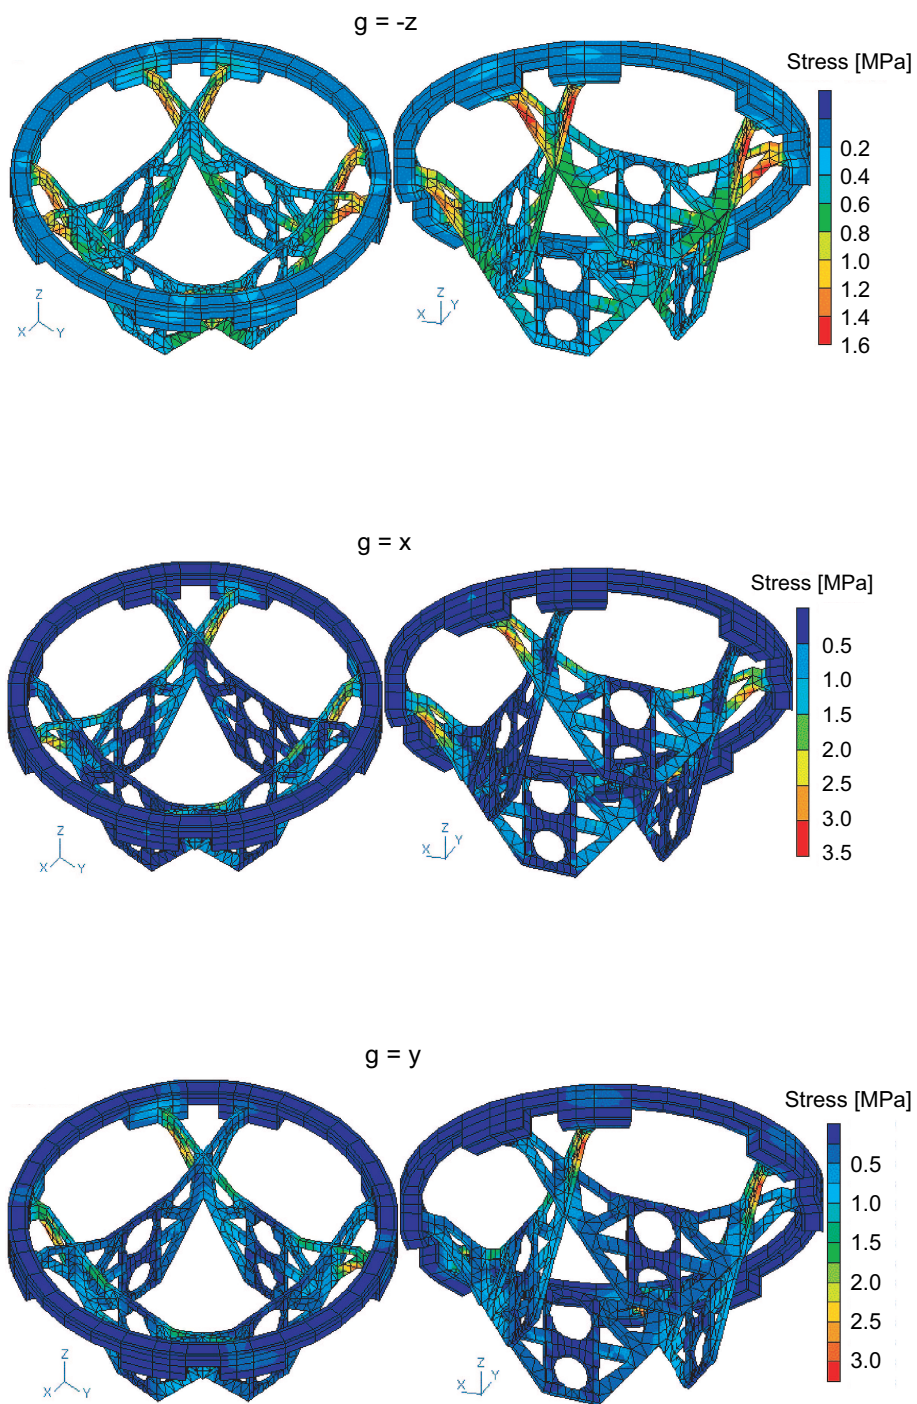 g = -z
Stress [MPa]
0.2
0.4
0.6
0.8
1.0
1.2
1.4
1.6
Z
X
Y
Z
X
Y
g = x
Stress [MPa]
0.5
1.0
1.5
2.0
2.5
3.0
3.5
Z
X
Y
Z
X
Y
g = y
Stress [MPa]
0.5
1.0
1.5
2.0
2.5
3.0
Z
X
Y
Z
X
Y